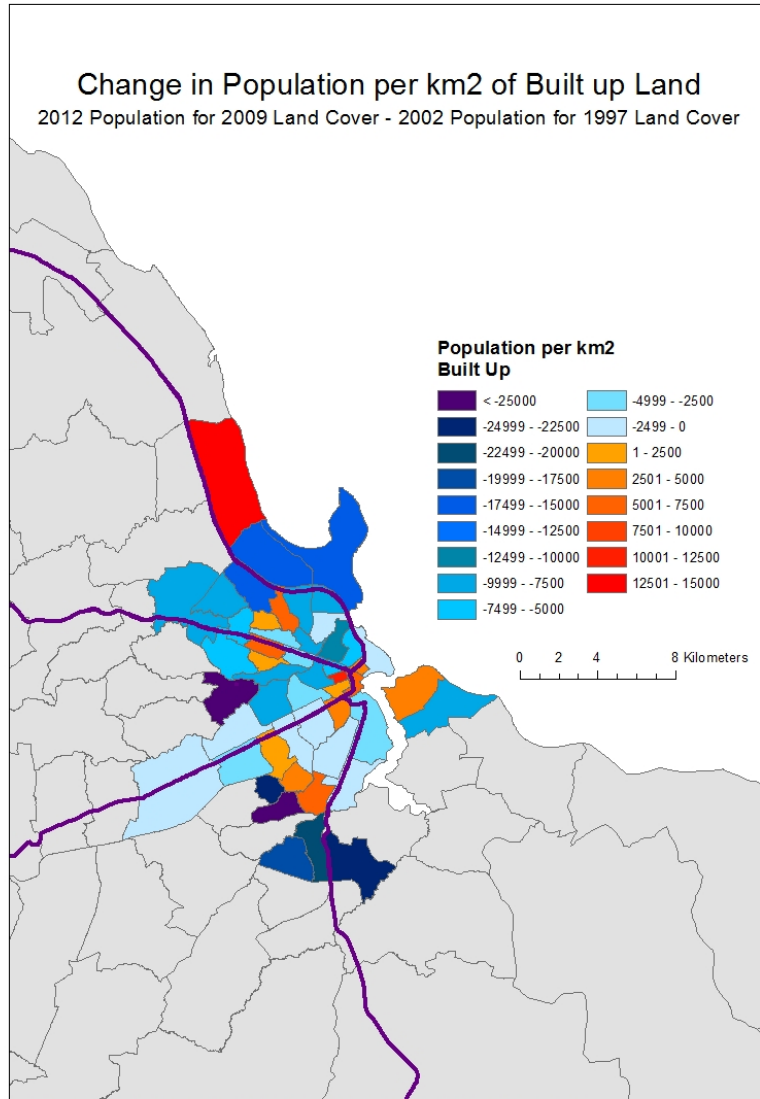 Change in Population per km2 of Built up Land
2012 Population for 2009 Land Cover - 2002 Population for 1997 Land Cover
Population per km2
Built Up
< -25000
-24999 - -22500
-22499 - -20000
-19999 - -17500
-17499 - -15000
-14999 - -12500
-12499 - -10000
-9999 - -7500
-7499 - -5000
-4999 - -2500
-2499 - 0
1 - 2500
2501 - 5000
5001 - 7500
7501 - 10000
10001 - 12500
12501 - 15000
0 2 4 8 Kilometers